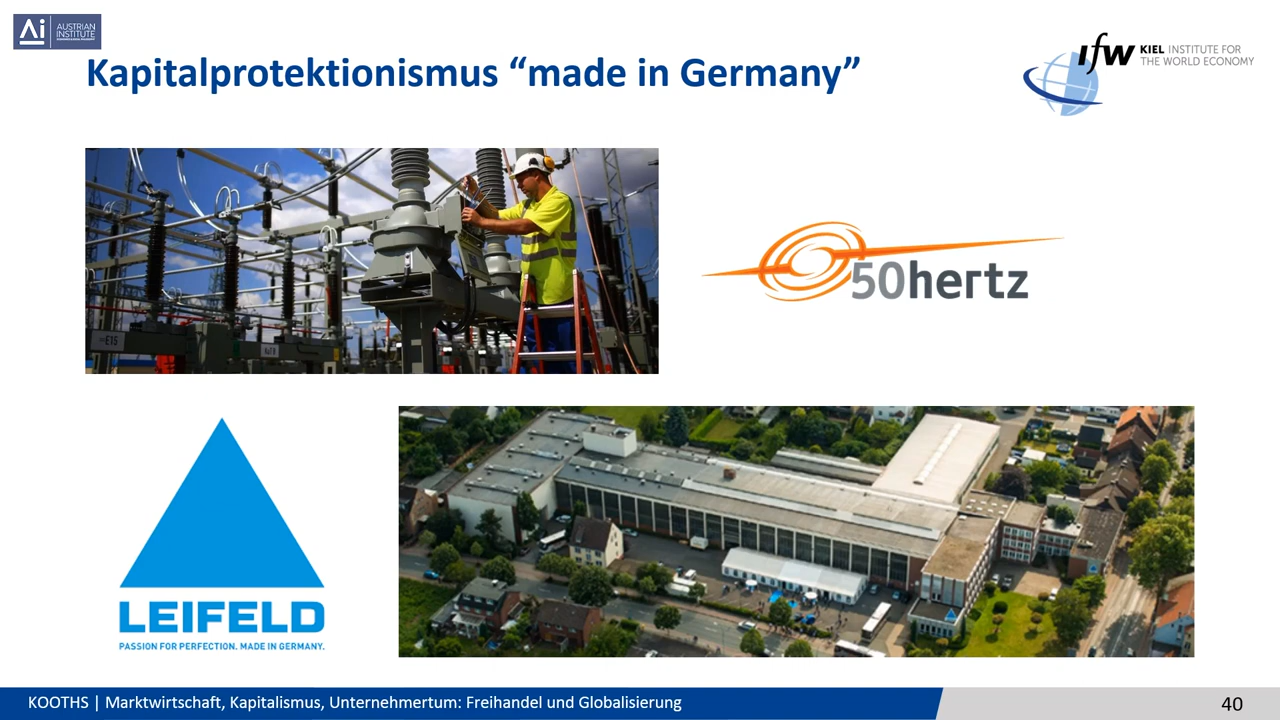 AUSTRIAN
INSTITUTE
Kapitalprotektionismus “made in Germany”
IfW KIEL INSTITUTE FOR
THE WORLD ECONOMY
E15
50hertz
LEIFELD
PASSION FOR PERFECTION. MADE IN GERMANY.
KOOTHS | Marktwirtschaft, Kapitalismus, Unternehmertum: Freihandel und Globalisierung
40